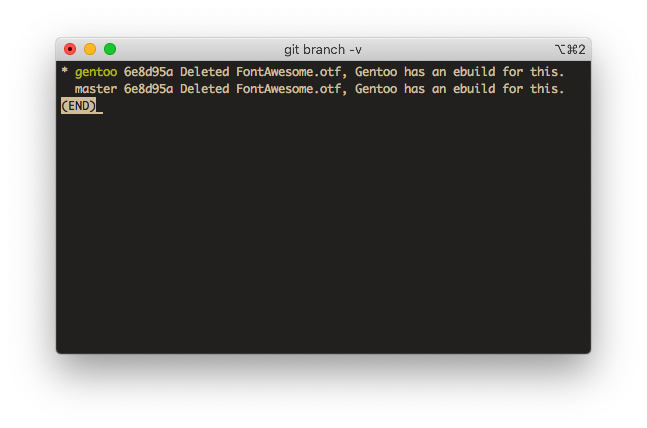 git branch -v ⌥⌘2
* gentoo 6e8d95a Deleted FontAwesome.otf, Gentoo has an ebuild for this.
  master 6e8d95a Deleted FontAwesome.otf, Gentoo has an ebuild for this.
(END)